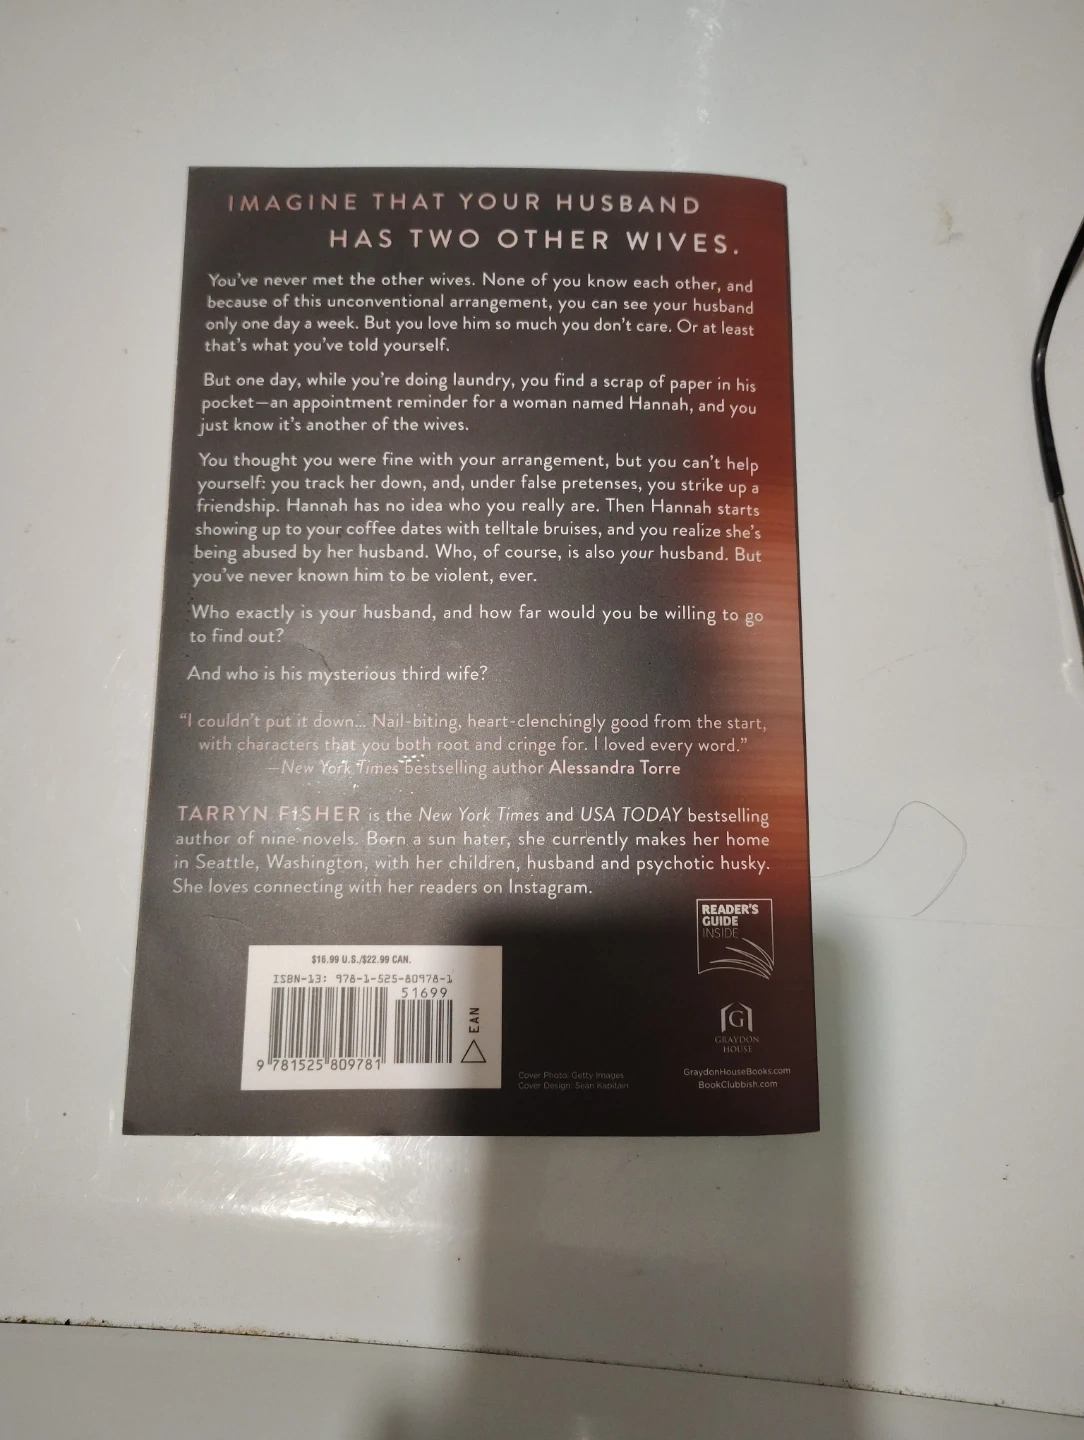 IMAGINE THAT YOUR HUSBAND
HAS TWO OTHER WIVES.
You've never met the other wives. None of you know each other, and
because of this unconventional arrangement, you can see your husband
only one day a week. But you love him so much you don't care. Or at least
that's what you've told yourself.
But one day, while you're doing laundry, you find a scrap of paper in his
pocket—an appointment reminder for a woman named Hannah, and you
just know it's another of the wives.
You thought you were fine with your arrangement, but you can't help
yourself: you track her down, and, under false pretenses, you strike up a
friendship. Hannah has no idea who you really are. Then Hannah starts
showing up to your coffee dates with telltale bruises, and you realize she's
being abused by her husband. Who, of course, is also your husband. But
you've never known him to be violent, ever.
Who exactly is your husband, and how far would you be willing to go
to find out?
And who is his mysterious third wife?
“I couldn't put it down... Nail-biting, heart-clenchingly good from the start,
with characters that you both root and cringe for. I loved every word.”
—New York Times bestselling author Alessandra Torre
TARRYN FISHER is the New York Times and USA TODAY bestselling
author of nine novels. Born a sun hater, she currently makes her home
in Seattle, Washington, with her children, husband and psychotic husky.
She loves connecting with her readers on Instagram.
READER'S
GUIDE
INSIDE
$16.99 U.S./$22.99 CAN.
ISBN-13: 978-1-525-80978-1
51699
EAN
9 781525 809781
G
GRAYDON
HOUSE
Cover Photo: Getty Images
Cover Design: Sean Kapitain
GraydonHouseBooks.com
BookClubbish.com